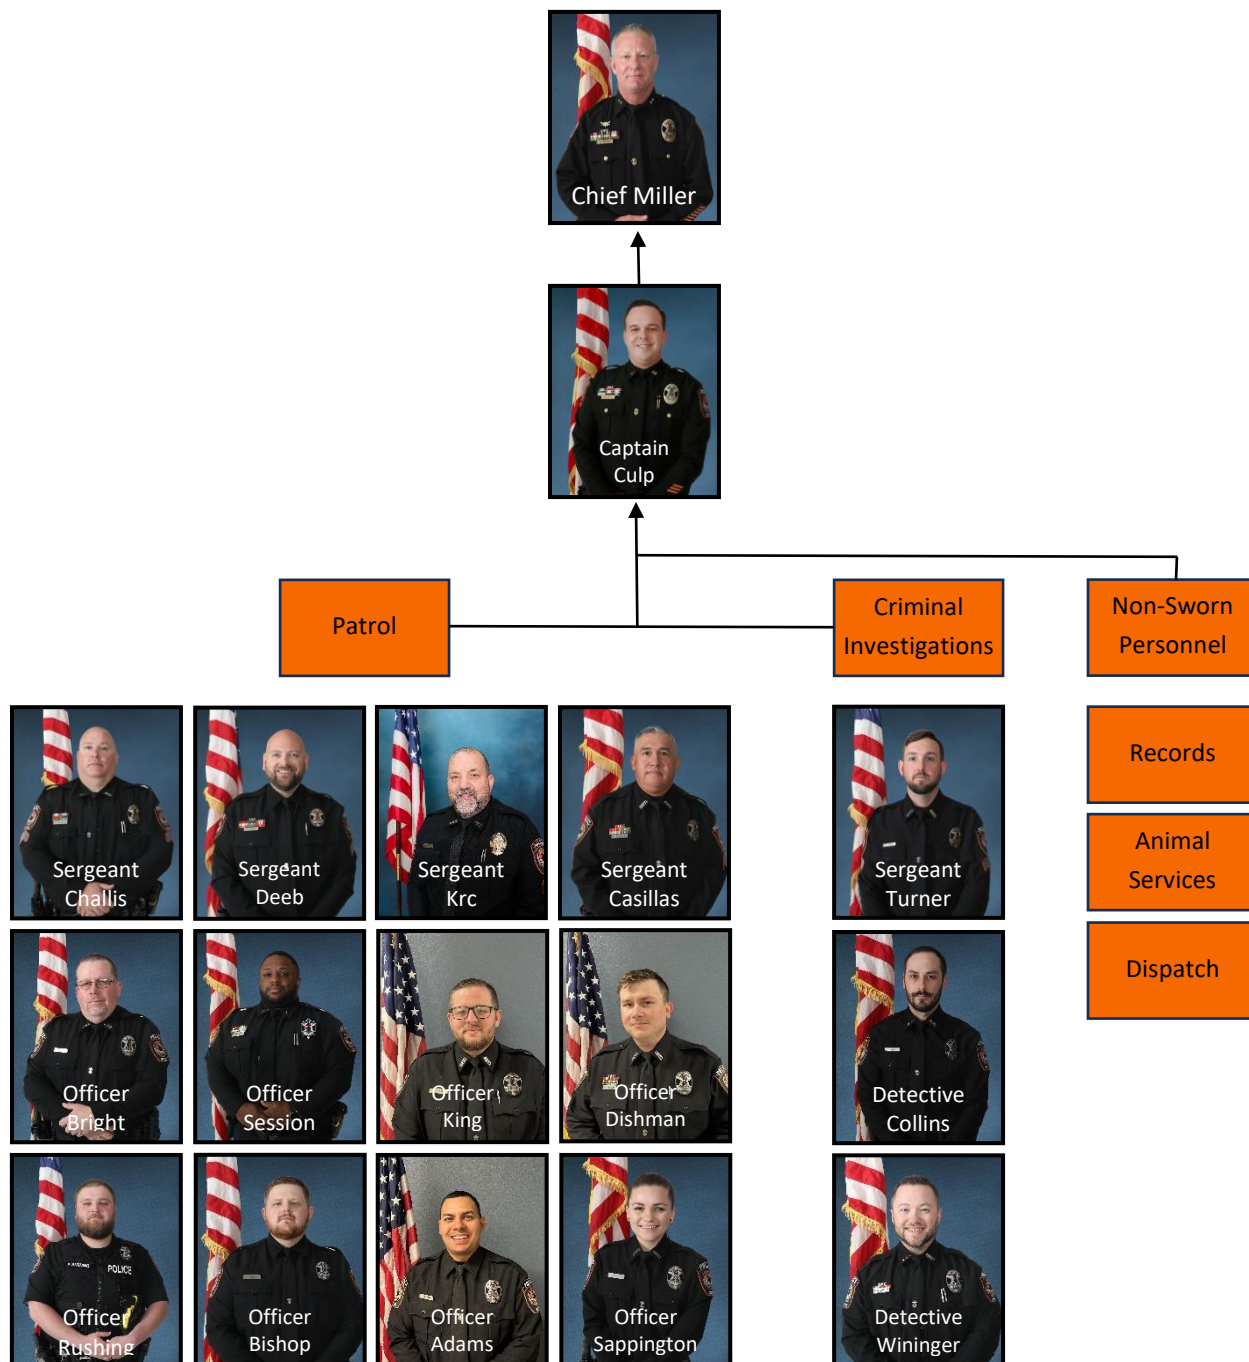 Chief Miller
Captain
Culp
Patrol
Criminal
Investigations
Non-Sworn
Personnel
Sergeant
Challis
Sergeant
Deeb
Sergeant
Krc
Sergeant
Casillas
Sergeant
Turner
Records
Animal
Services
Dispatch
Officer
Bright
Officer
Session
Officer
King
Officer
Dishman
Detective
Collins
POLICE
Officer
Rushing
Officer
Bishop
Officer
Adams
Officer
Sappington
Detective
Wininger